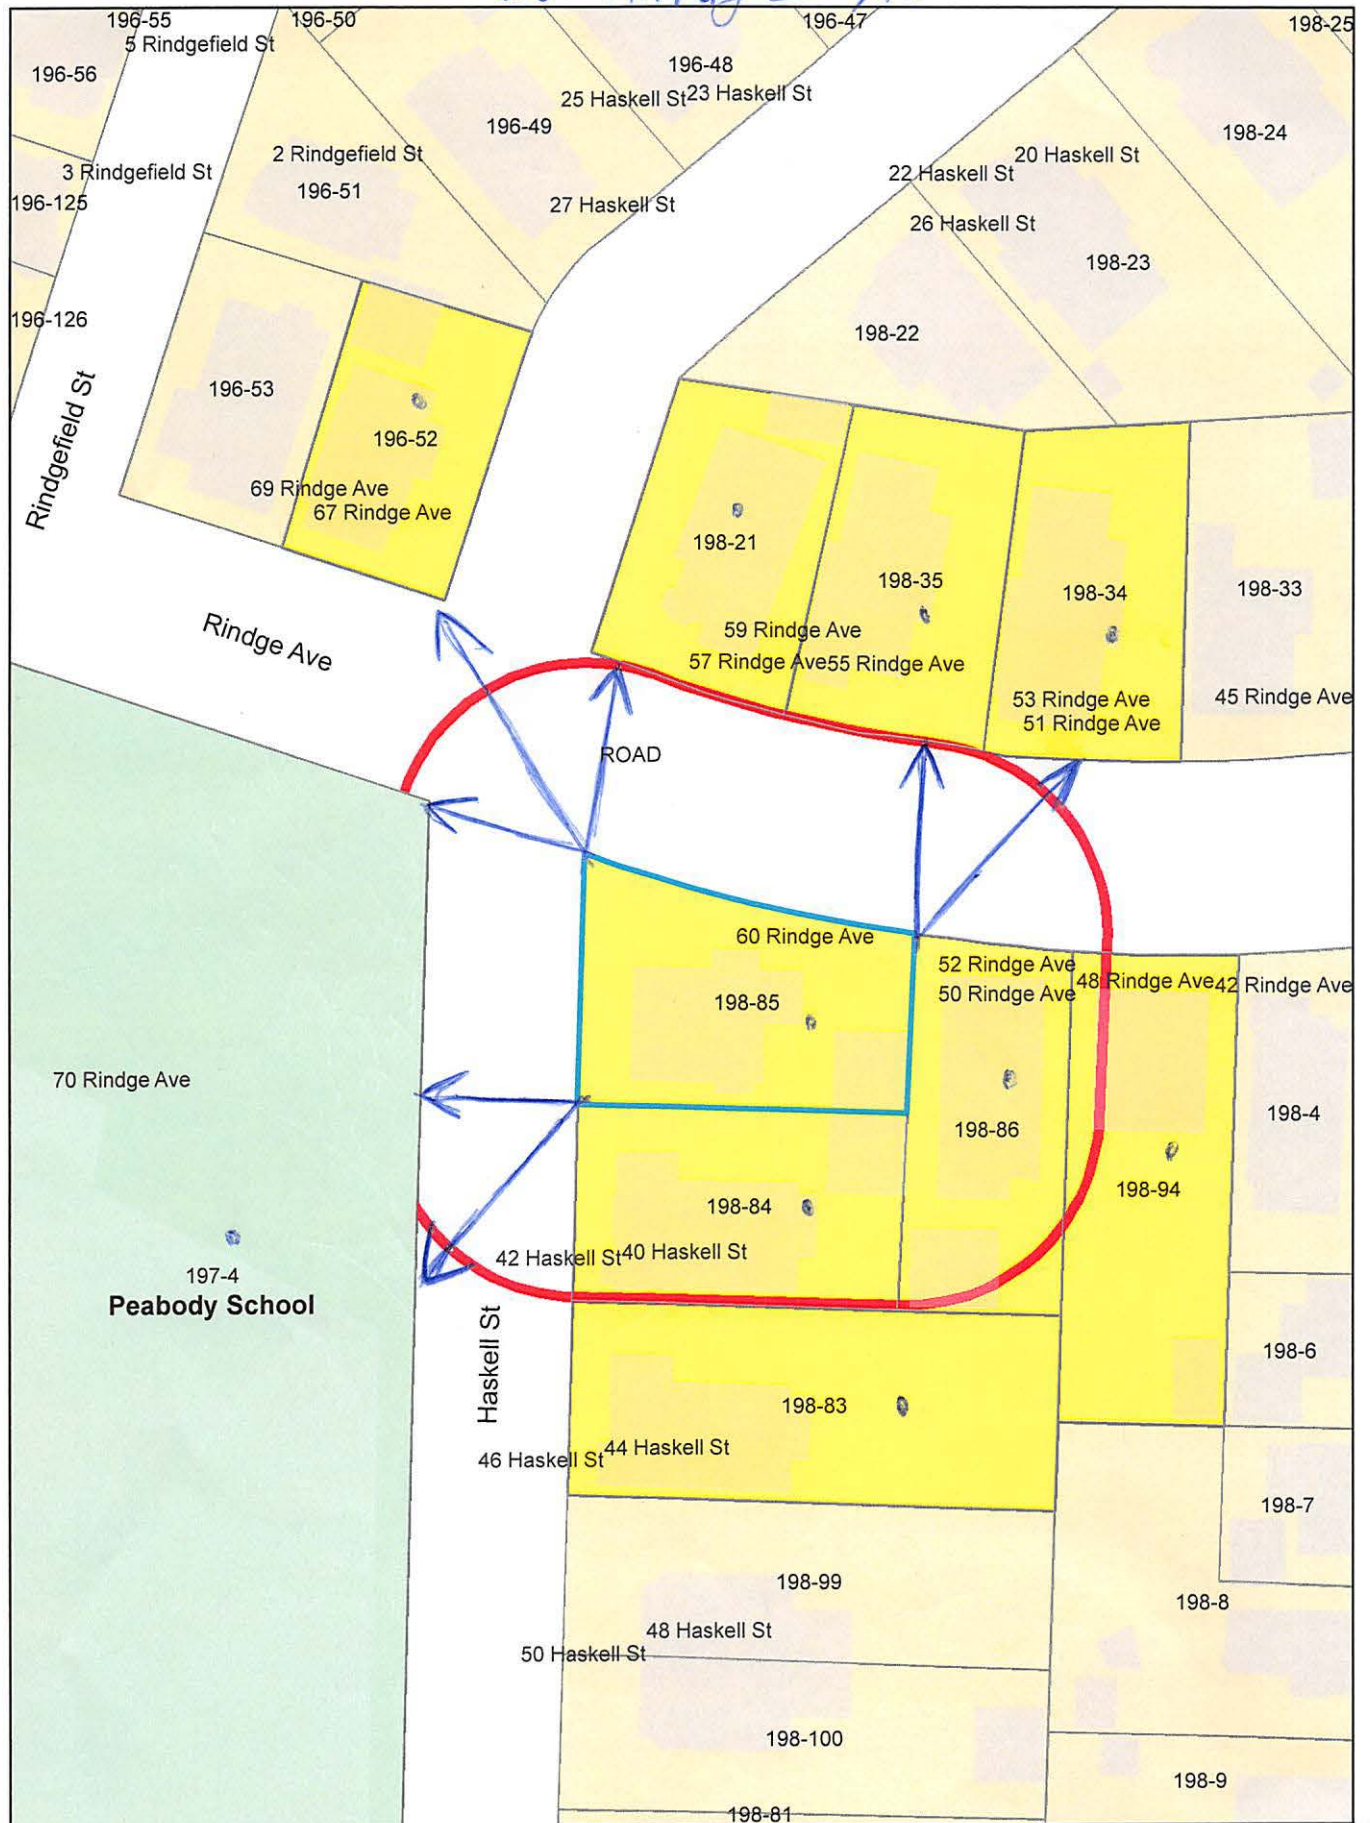 196-55
196-50
196-47
198-25
5 Rindgefield St
196-56
196-48
25 Haskell St
23 Haskell St
196-49
198-24
2 Rindgefield St
20 Haskell St
3 Rindgefield St
22 Haskell St
196-51
196-125
27 Haskell St
26 Haskell St
198-23
196-126
198-22
196-53
Rindgefield St
196-52
69 Rindge Ave
67 Rindge Ave
198-21
198-35
198-34
198-33
Rindge Ave
59 Rindge Ave
57 Rindge Ave
55 Rindge Ave
53 Rindge Ave
45 Rindge Ave
51 Rindge Ave
ROAD
60 Rindge Ave
52 Rindge Ave
48 Rindge Ave
42 Rindge Ave
50 Rindge Ave
198-85
70 Rindge Ave
198-4
198-86
198-94
198-84
42 Haskell St
40 Haskell St
197-4
Peabody School
Haskell St
198-6
198-83
44 Haskell St
46 Haskell St
198-7
198-99
198-8
48 Haskell St
50 Haskell St
198-100
198-9
198-81